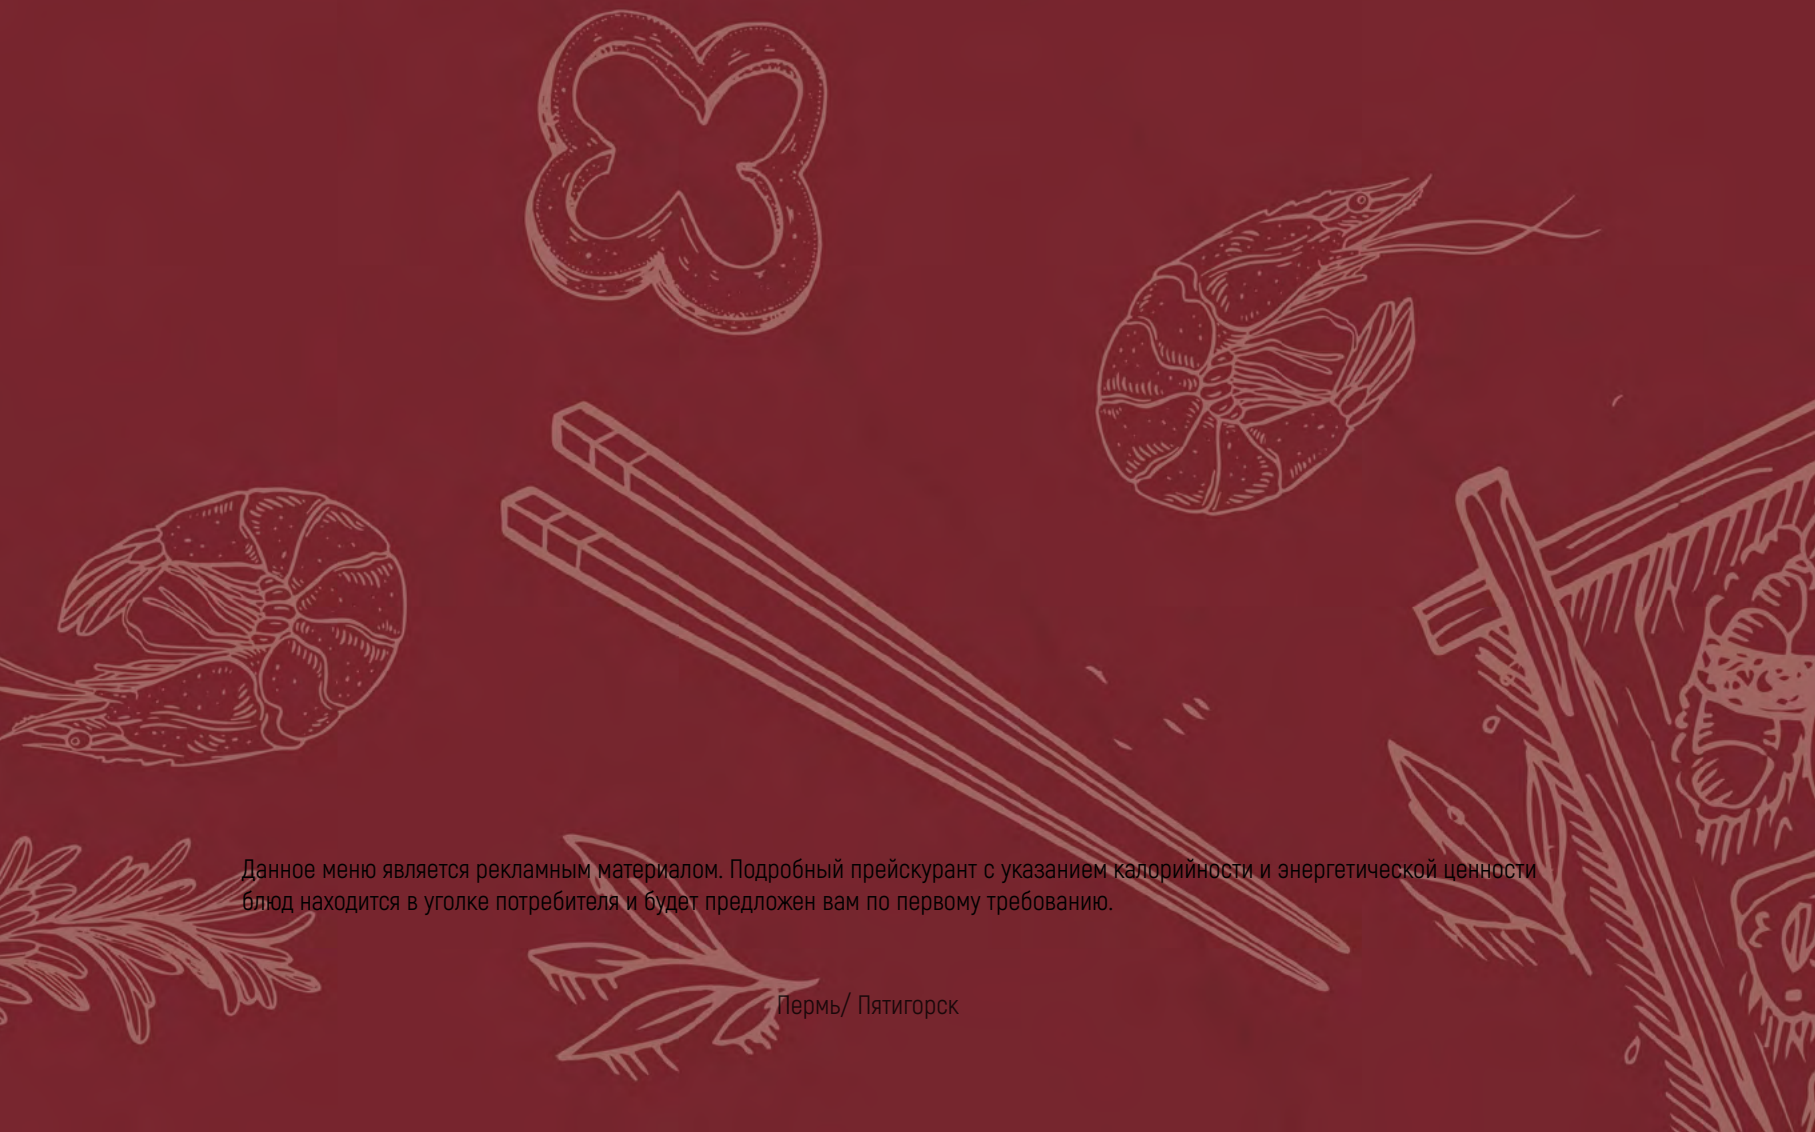 Данное меню является рекламным материалом. Подробный прейскурант с указанием калорийности и энергетической ценности
блюд находится в уголке потребителя и будет предложен вам по первому требованию.
Пермь/ Пятигорск